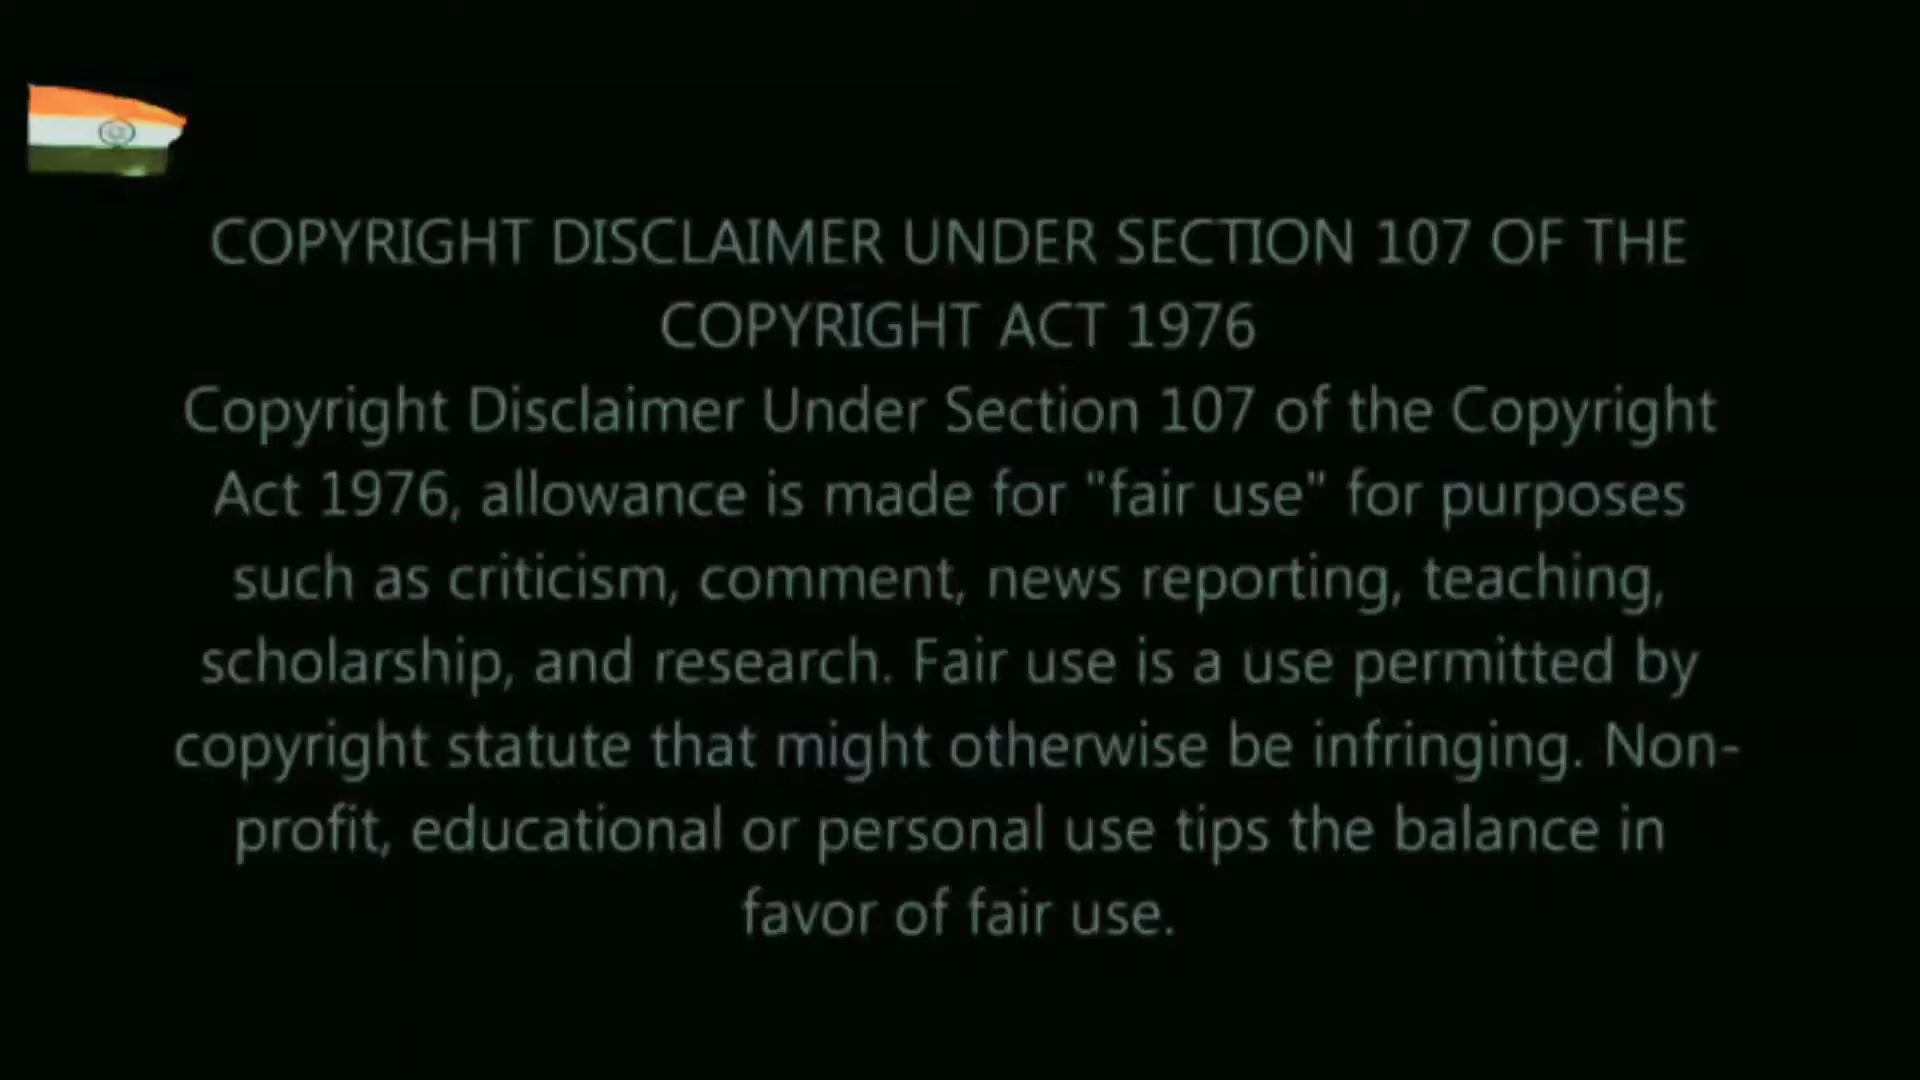 COPYRIGHT DISCLAIMER UNDER SECTION 107 OF THE
COPYRIGHT ACT 1976
Copyright Disclaimer Under Section 107 of the Copyright
Act 1976, allowance is made for "fair use" for purposes
such as criticism, comment, news reporting, teaching,
scholarship, and research. Fair use is a use permitted by
copyright statute that might otherwise be infringing. Non-
profit, educational or personal use tips the balance in
favor of fair use.